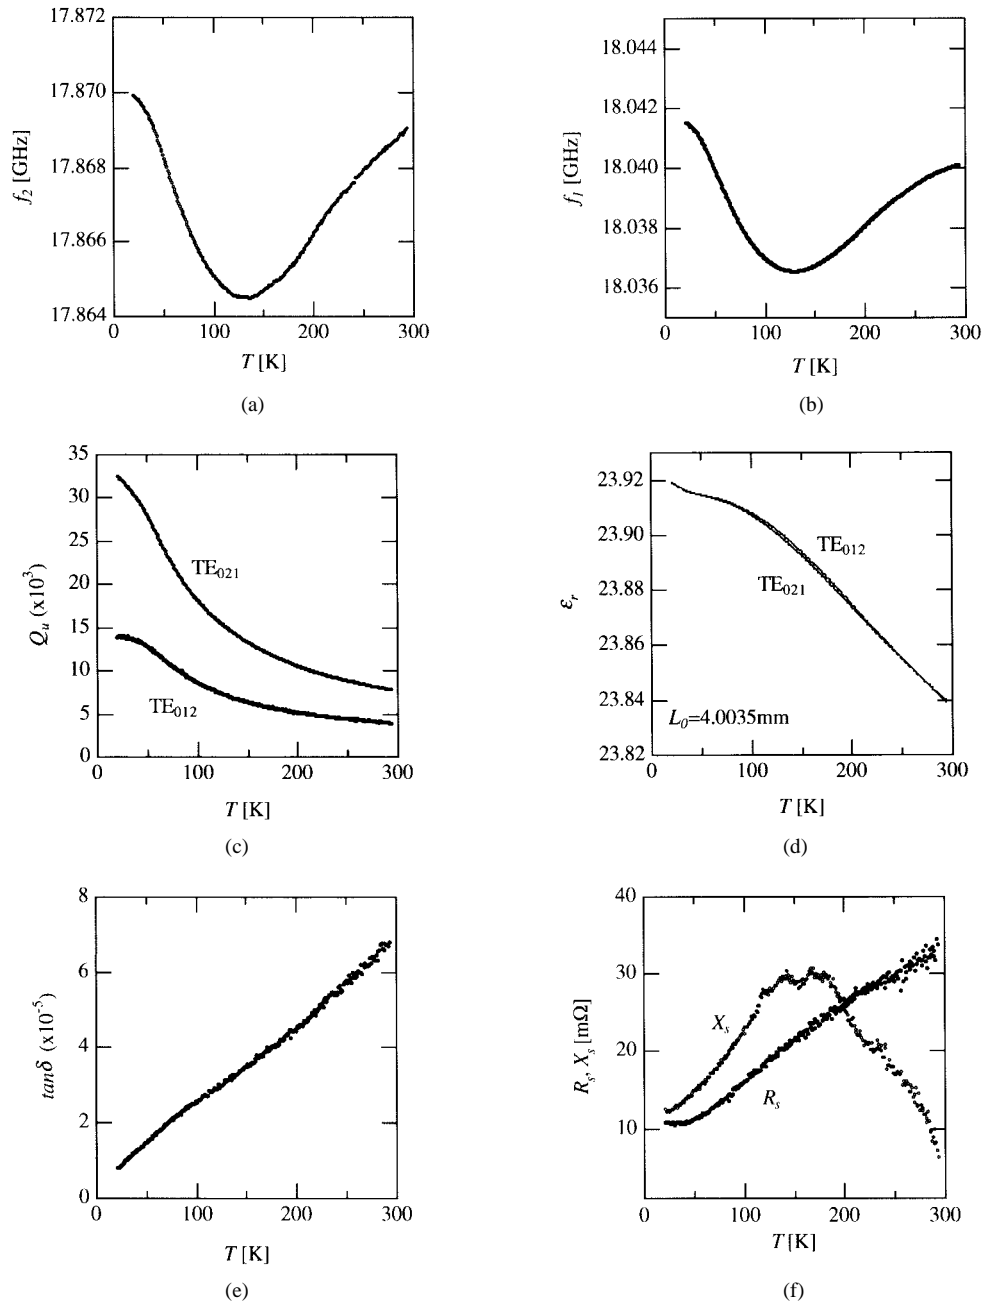 17.872
17.870
17.868
17.866
17.864
f₂ [GHz]
0 100 200 300
T [K]
(a)
18.044
18.042
18.040
18.038
18.036
f₁ [GHz]
0 100 200 300
T [K]
(b)
35
30
25
20
15
10
5
0
Qᵤ (x10³)
TE₀₂₁
TE₀₁₂
0 100 200 300
T [K]
(c)
23.92
23.90
23.88
23.86
23.84
23.82
εᵣ
TE₀₁₂
TE₀₂₁
L₀=4.0035mm
0 100 200 300
T [K]
(d)
8
6
4
2
0
tanδ (x10⁻⁵)
0 100 200 300
T [K]
(e)
40
30
20
10
Rₛ, Xₛ [mΩ]
Xₛ
Rₛ
0 100 200 300
T [K]
(f)